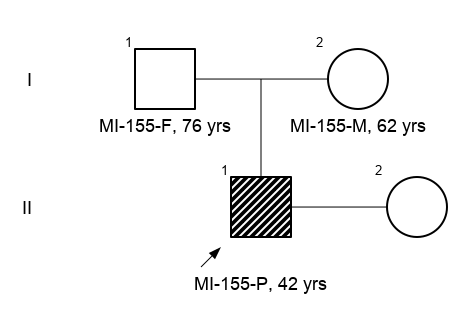 1 2
I
MI-155-F, 76 yrs MI-155-M, 62 yrs
1 2
II
MI-155-P, 42 yrs